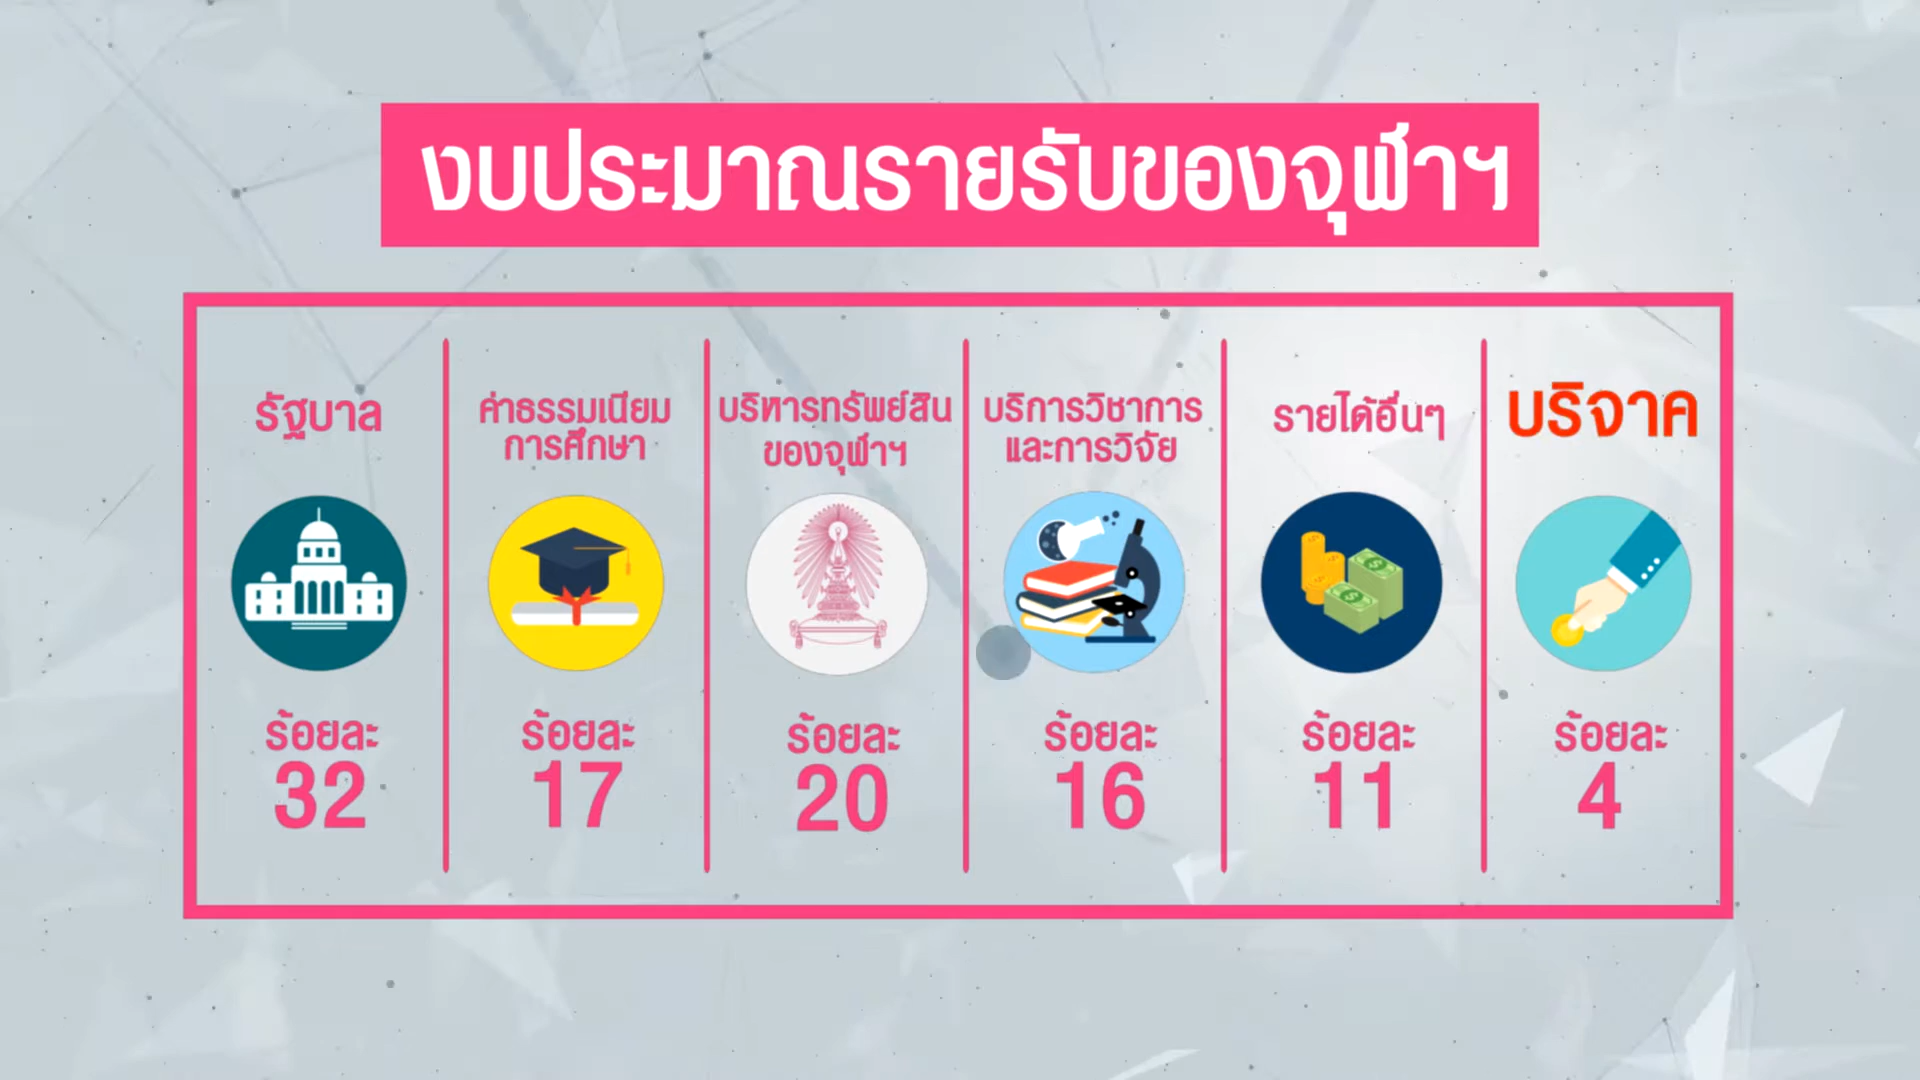 งบประมาณรายรับของจุฬาฯ
รัฐบาล
ร้อยละ
32
ค่าธรรมเนียม
การศึกษา
ร้อยละ
17
บริหารทรัพย์สิน
ของจุฬาฯ
ร้อยละ
20
บริการวิชาการ
และการวิจัย
ร้อยละ
16
รายได้อื่นๆ
ร้อยละ
11
บริจาค
ร้อยละ
4